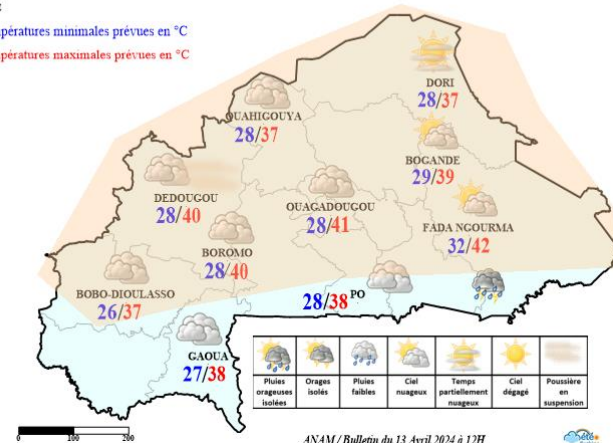 pératures minimales prévues en °C
pératures maximales prévues en °C
DORI
28/37
OUAHIGOUYA
28/37
BOGANDE
29/39
DEDOUGOU
28/40
OUAGADOUGOU
28/41
FADA NGOURMA
32/42
BOROMO
28/40
BOBO-DIOULASSO
26/37
28/38 PO
GAOUA
27/38
Pluies orageuses isolées
Orages isolés
Pluies faibles
Ciel nuageux
Temps partiellement nuageux
Ciel dégagé
Poussière en suspension
0 100 200
ANAM / Bulletin du 13 Avril 2024 à 12H